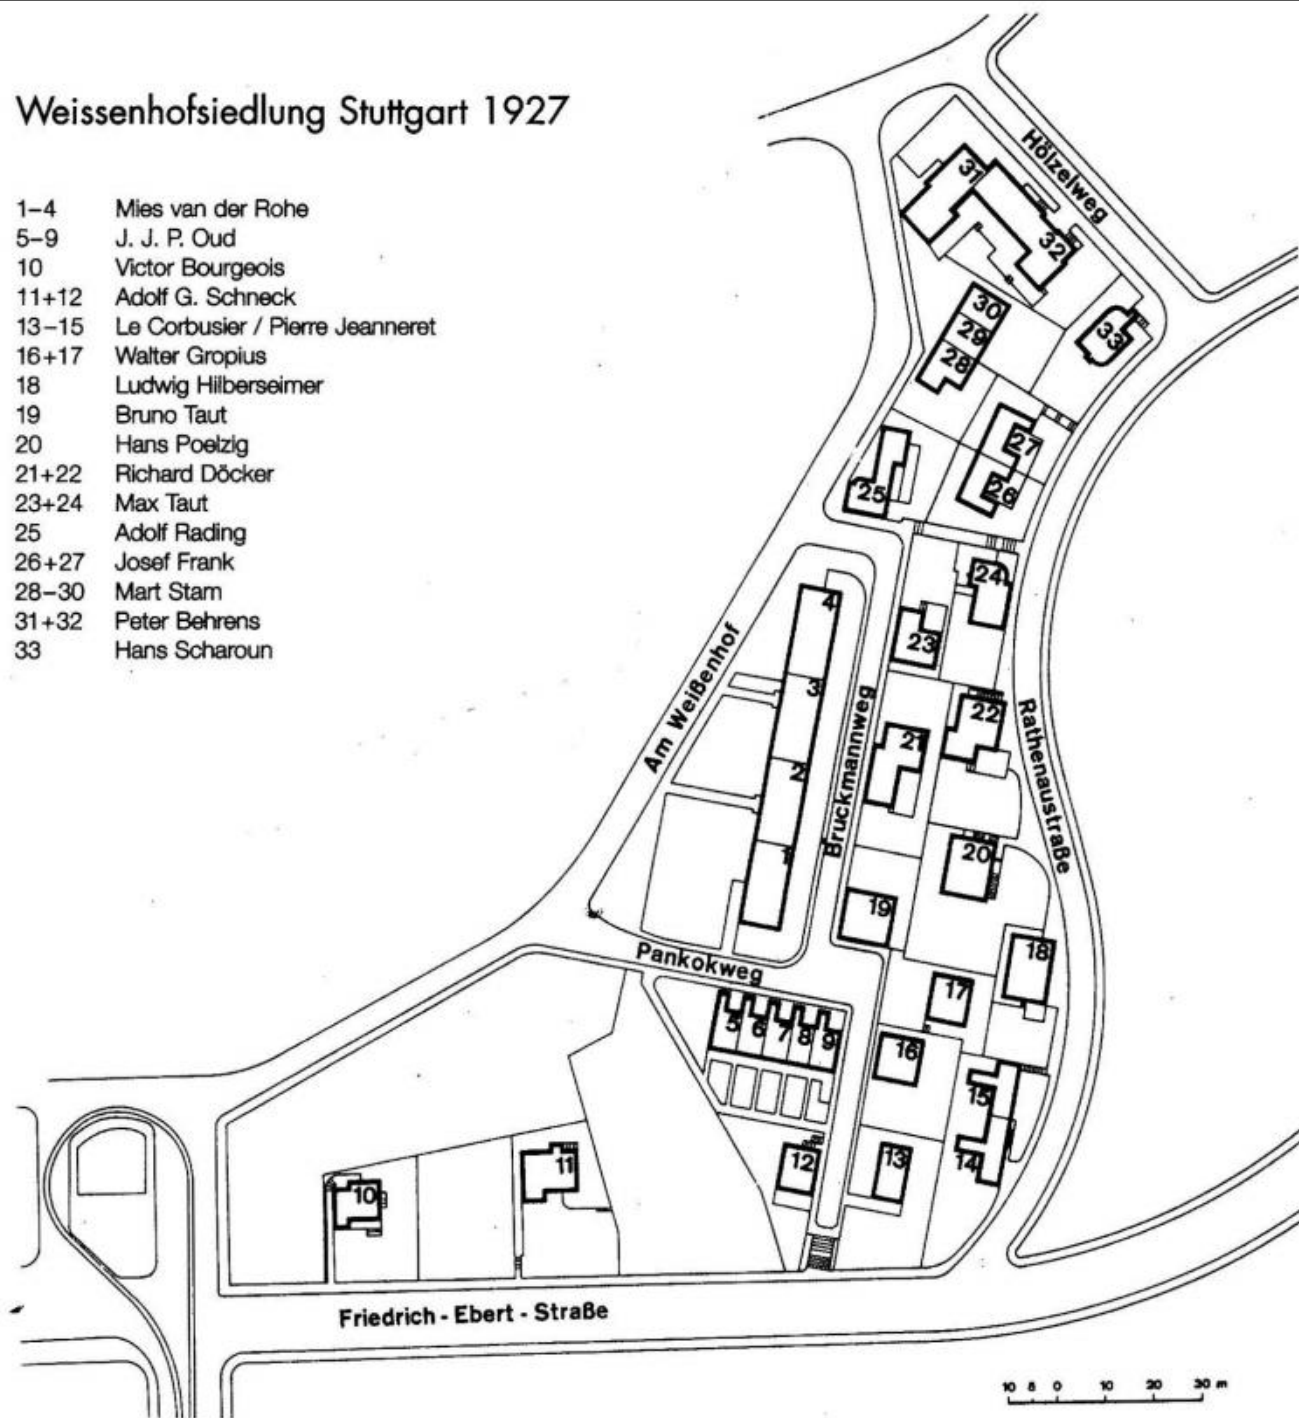 Weissenhofsiedlung Stuttgart 1927
1–4 Mies van der Rohe
5–9 J. J. P. Oud
10 Victor Bourgeois
11+12 Adolf G. Schneck
13–15 Le Corbusier / Pierre Jeanneret
16+17 Walter Gropius
18 Ludwig Hilberseimer
19 Bruno Taut
20 Hans Poelzig
21+22 Richard Döcker
23+24 Max Taut
25 Adolf Rading
26+27 Josef Frank
28–30 Mart Stam
31+32 Peter Behrens
33 Hans Scharoun
Hölzelweg
31
32
30
29
28
33
27
26
25
24
4
23
Am Weißenhof
3
Bruckmannweg
22
21
Rathenaustraße
2
1
20
19
18
Pankokweg
17
5 6 7 8 9
16
15
14
13
12
11
10
Friedrich - Ebert - Straße
10 5 0 10 20 30 m